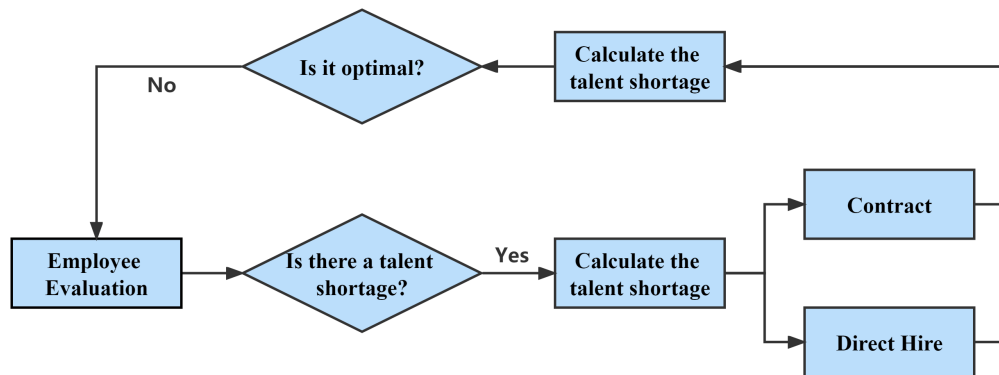 Is it optimal?
Calculate the
talent shortage
No
Contract
Employee
Evaluation
Is there a talent
shortage?
Yes
Calculate the
talent shortage
Direct Hire